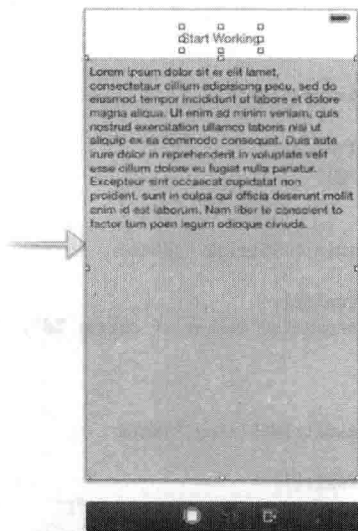 Start Working
Lorem ipsum dolor sit er elit lamet,
consectetaur cillium adipisicing pecu, sed do
eiusmod tempor incididunt ut labore et dolore
magna aliqua. Ut enim ad minim veniam, quis
nostrud exercitation ullamco laboris nisi ut
aliquip ex ea commodo consequat. Duis aute
irure dolor in reprehenderit in voluptate velit
esse cillum dolore eu fugiat nulla pariatur.
Excepteur sint occaecat cupidatat non
proident, sunt in culpa qui officia deserunt mollit
anim id est laborum. Nam liber te conscient to
factor tum poen legum odioque civiuda.